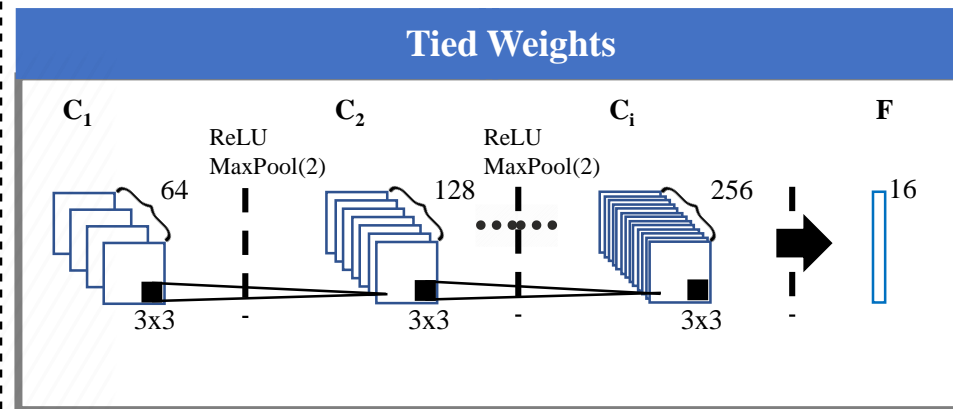 Tied Weights
C1
C2
Ci
F
ReLU
MaxPool(2)
ReLU
MaxPool(2)
64
128
256
16
3x3
-
3x3
-
3x3
-